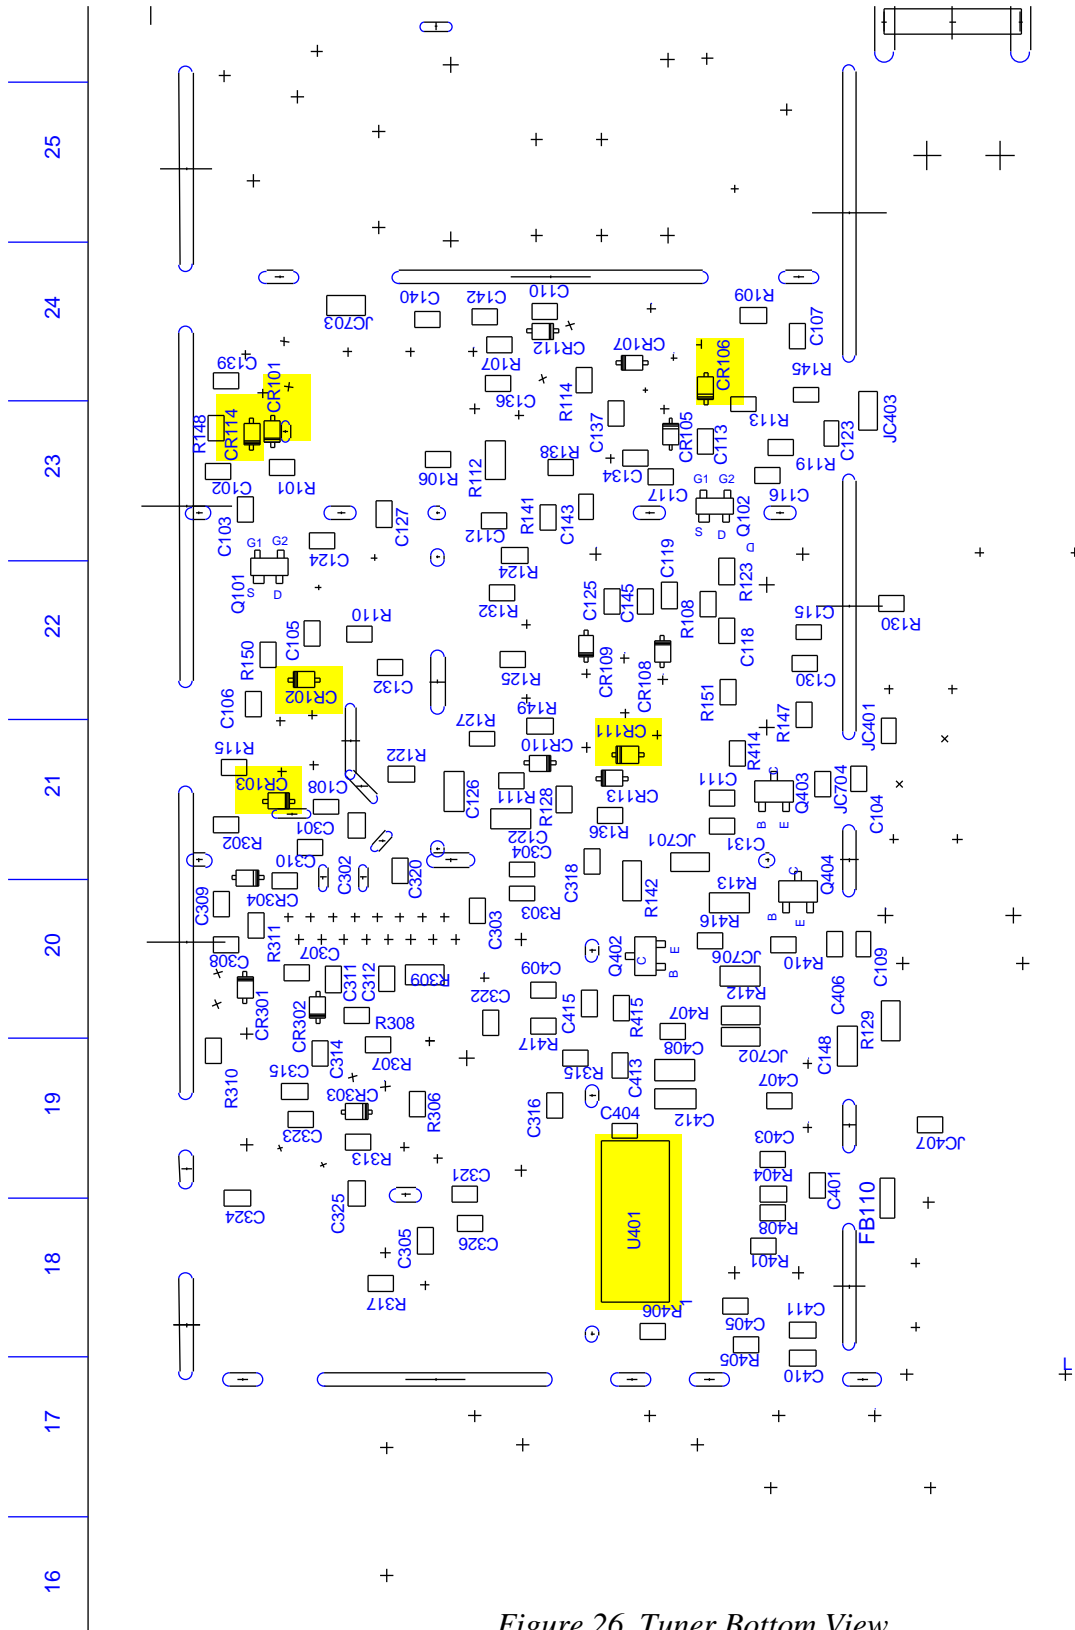 25
24
23
22
21
20
19
18
17
16
R109
C110
C142
C140
JC703
C107
CR112
CR107
CR106
R107
C139
CR101
R145
C136
R114
R148
CR114
C137
CR105
C113
R113
JC403
C123
R119
R138
R112
R106
C134
C102
R101
C117
C116
G1 G2
S D
Q102
D
C103
C127
C112
R141
C143
G1 G2
S D
Q101
C124
R124
C119
R123
R132
C125
C145
R108
C115
R130
R110
C105
R150
C118
CR109
CR108
C130
R125
C132
CR102
C106
R151
R147
JC401
R149
R127
CR111
R414
CR110
R115
R122
CR103
C108
C126
R111
R128
CR113
C111
C
B E
Q403
JC704
C104
R302
C301
C122
R136
C131
JC701
C310
C302
C320
C304
C318
R142
R413
C
B E
Q404
CR304
C309
R311
C303
R303
C308
Q402
C
E
B
R416
R410
C406
C109
C307
C311
C312
R309
C409
JC706
R412
CR301
CR302
R308
C322
C415
R415
R407
R129
R417
C408
JC702
C148
R310
C314
R307
R315
C413
C315
CR303
R306
C316
C412
C407
C323
C404
C403
JC407
R313
R404
C401
FB110
C321
C324
C325
C326
C305
U401
R408
R401
R317
R406
1
C405
C411
R405
C410
L
Figure 26. Tuner Bottom View